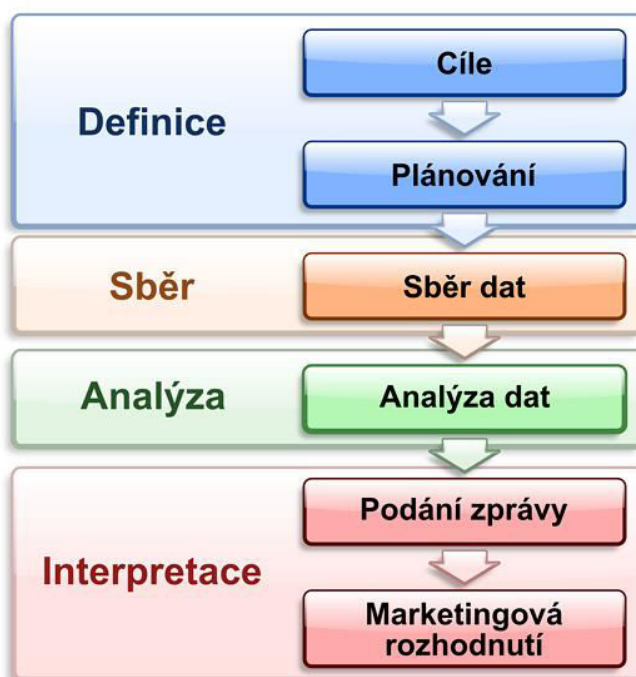 Definice
Cíle
Plánování
Sběr
Sběr dat
Analýza
Analýza dat
Interpretace
Podání zprávy
Marketingová
rozhodnutí